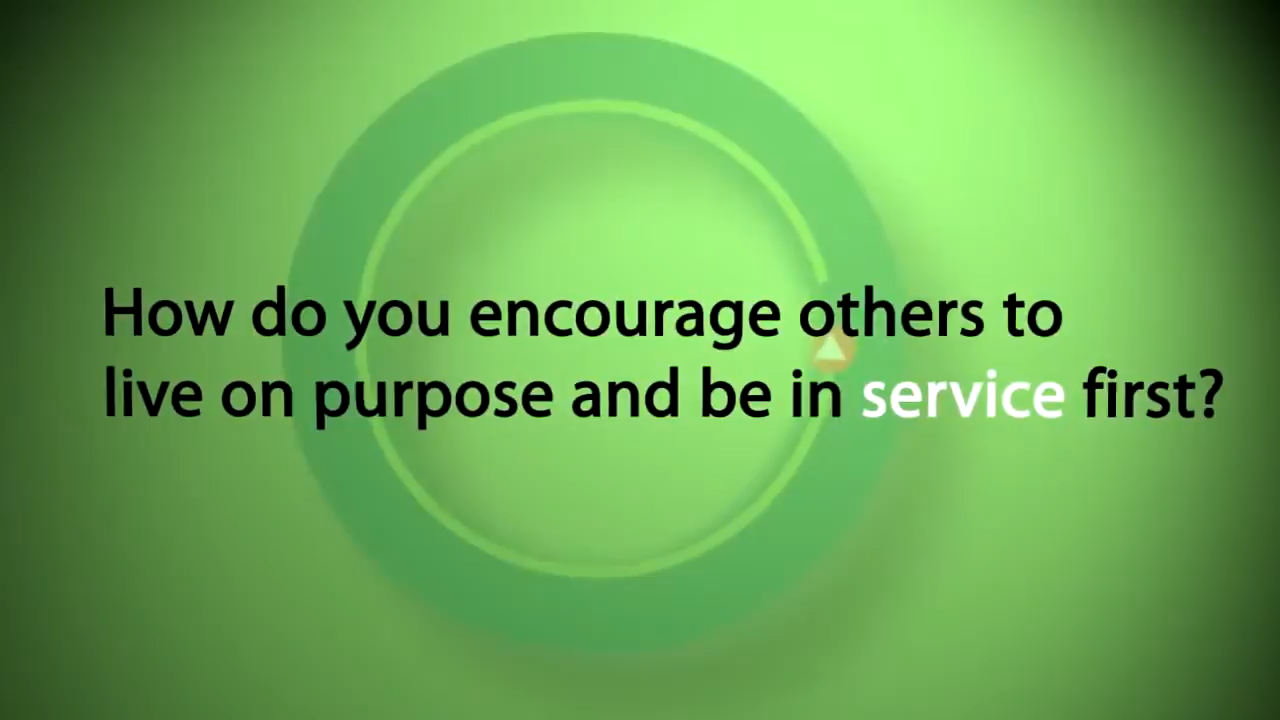 How do you encourage others to
live on purpose and be in service first?